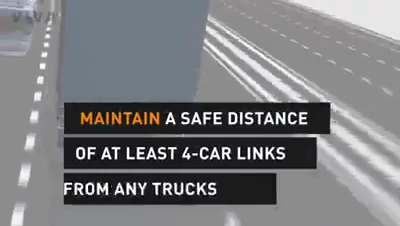 MAINTAIN A SAFE DISTANCE
OF AT LEAST 4-CAR LINKS
FROM ANY TRUCKS